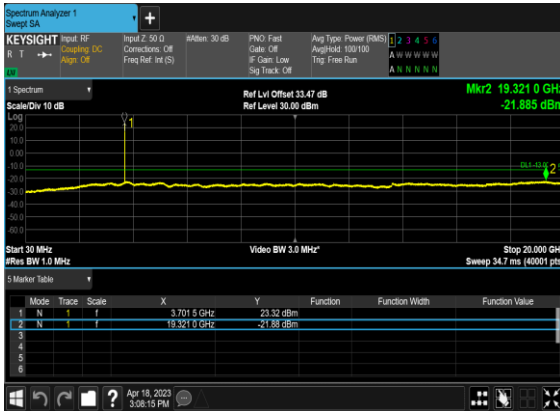 Spectrum Analyzer 1
Swept SA
+
KEYSIGHT Input: RF Input Z: 50 Ω #Atten: 30 dB PNO: Fast Avg Type: Power (RMS) 1 2 3 4 5 6
R T Coupling: DC Corrections: Off Gate: Off Avg|Hold: 100/100 A W W W W W
Align: Off Freq Ref: Int (S) IF Gain: Low Trig: Free Run
Sig Track: Off A N N N N N
1 Spectrum Ref Lvl Offset 33.47 dB Mkr2 19.321 0 GHz
Scale/Div 10 dB Ref Level 30.00 dBm -21.885 dBm
Log
1
20.0
10.0
0.00
-10.0
DL1 -13.0
2
-20.0
-30.0
-40.0
-50.0
-60.0
Start 30 MHz Video BW 3.0 MHz* Stop 20.000 GHz
#Res BW 1.0 MHz Sweep 34.7 ms (40001 pts)
5 Marker Table
Mode Trace Scale X Y Function Function Width Function Value
1 N 1 f 3.701 5 GHz 23.32 dBm
2 N 1 f 19.321 0 GHz -21.88 dBm
3
4
5
6
? Apr 18, 2023
3:08:15 PM